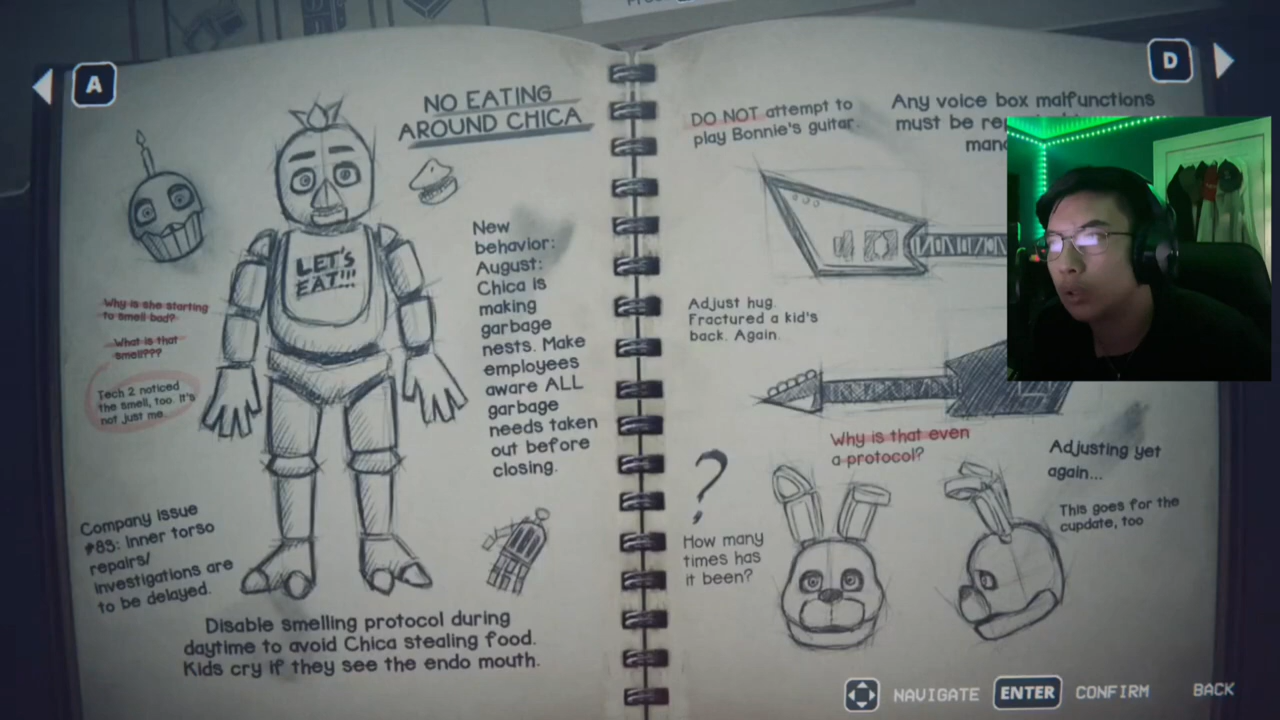 A
D
NO EATING
AROUND CHICA
LET'S
EAT!!!
Why is she starting
to smell bad?
What is that
smell???
Tech 2 noticed
the smell, too. It's
not just me.
New
behavior:
August:
Chica is
making
garbage
nests. Make
employees
aware ALL
garbage
needs taken
out before
closing.
Company issue
#85: Inner torso
repairs/
investigations are
to be delayed.
Disable smelling protocol during
daytime to avoid Chica stealing food.
Kids cry if they see the endo mouth.
DO NOT attempt to
play Bonnie's guitar.
Any voice box malfunctions
must be
Adjust hug.
Fractured a kid's
back. Again.
Why is that even
a protocol?
Adjusting yet
again...
This goes for the
cupdate, too
?
How many
times has
it been?
NAVIGATE ENTER CONFIRM BACK